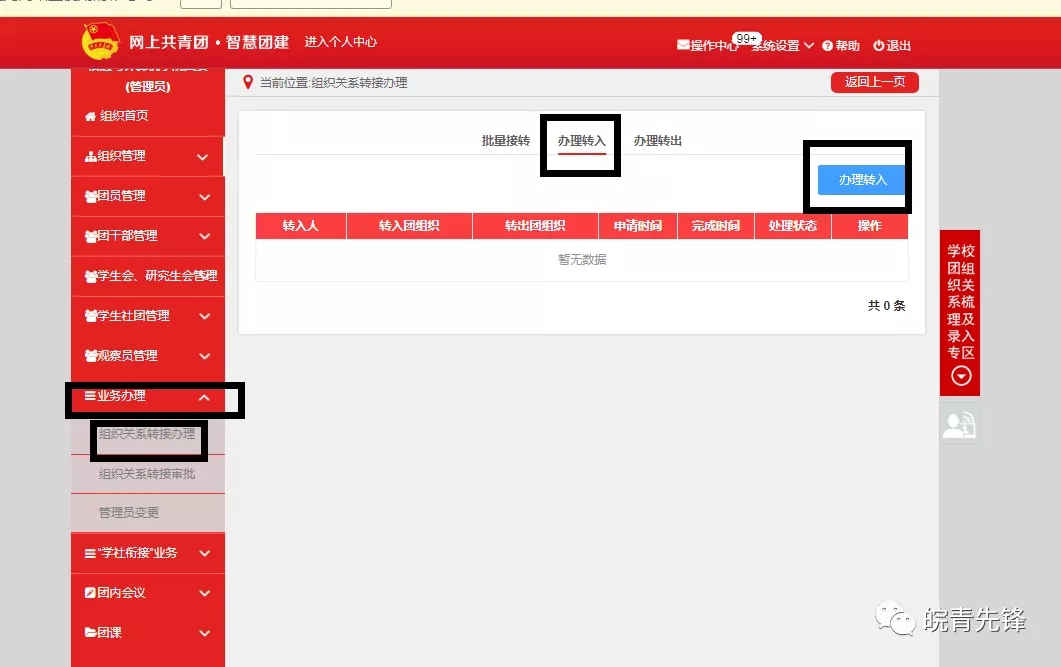 网上共青团·智慧团建
进入个人中心
操作中心
99+
系统设置
帮助
退出
(管理员)
组织首页
组织管理
团员管理
团干部管理
学生会、研究生会管理
学生社团管理
观察员管理
业务办理
组织关系转接办理
组织关系转接审批
管理员变更
“学社衔接”业务
团内会议
团课
当前位置:组织关系转接办理
返回上一页
批量接转
办理转入
办理转出
办理转入
转入人
转入团组织
转出团组织
申请时间
完成时间
处理状态
操作
暂无数据
共 0 条
学校
团组
织关
系梳
理及
录入
专区
皖青先锋